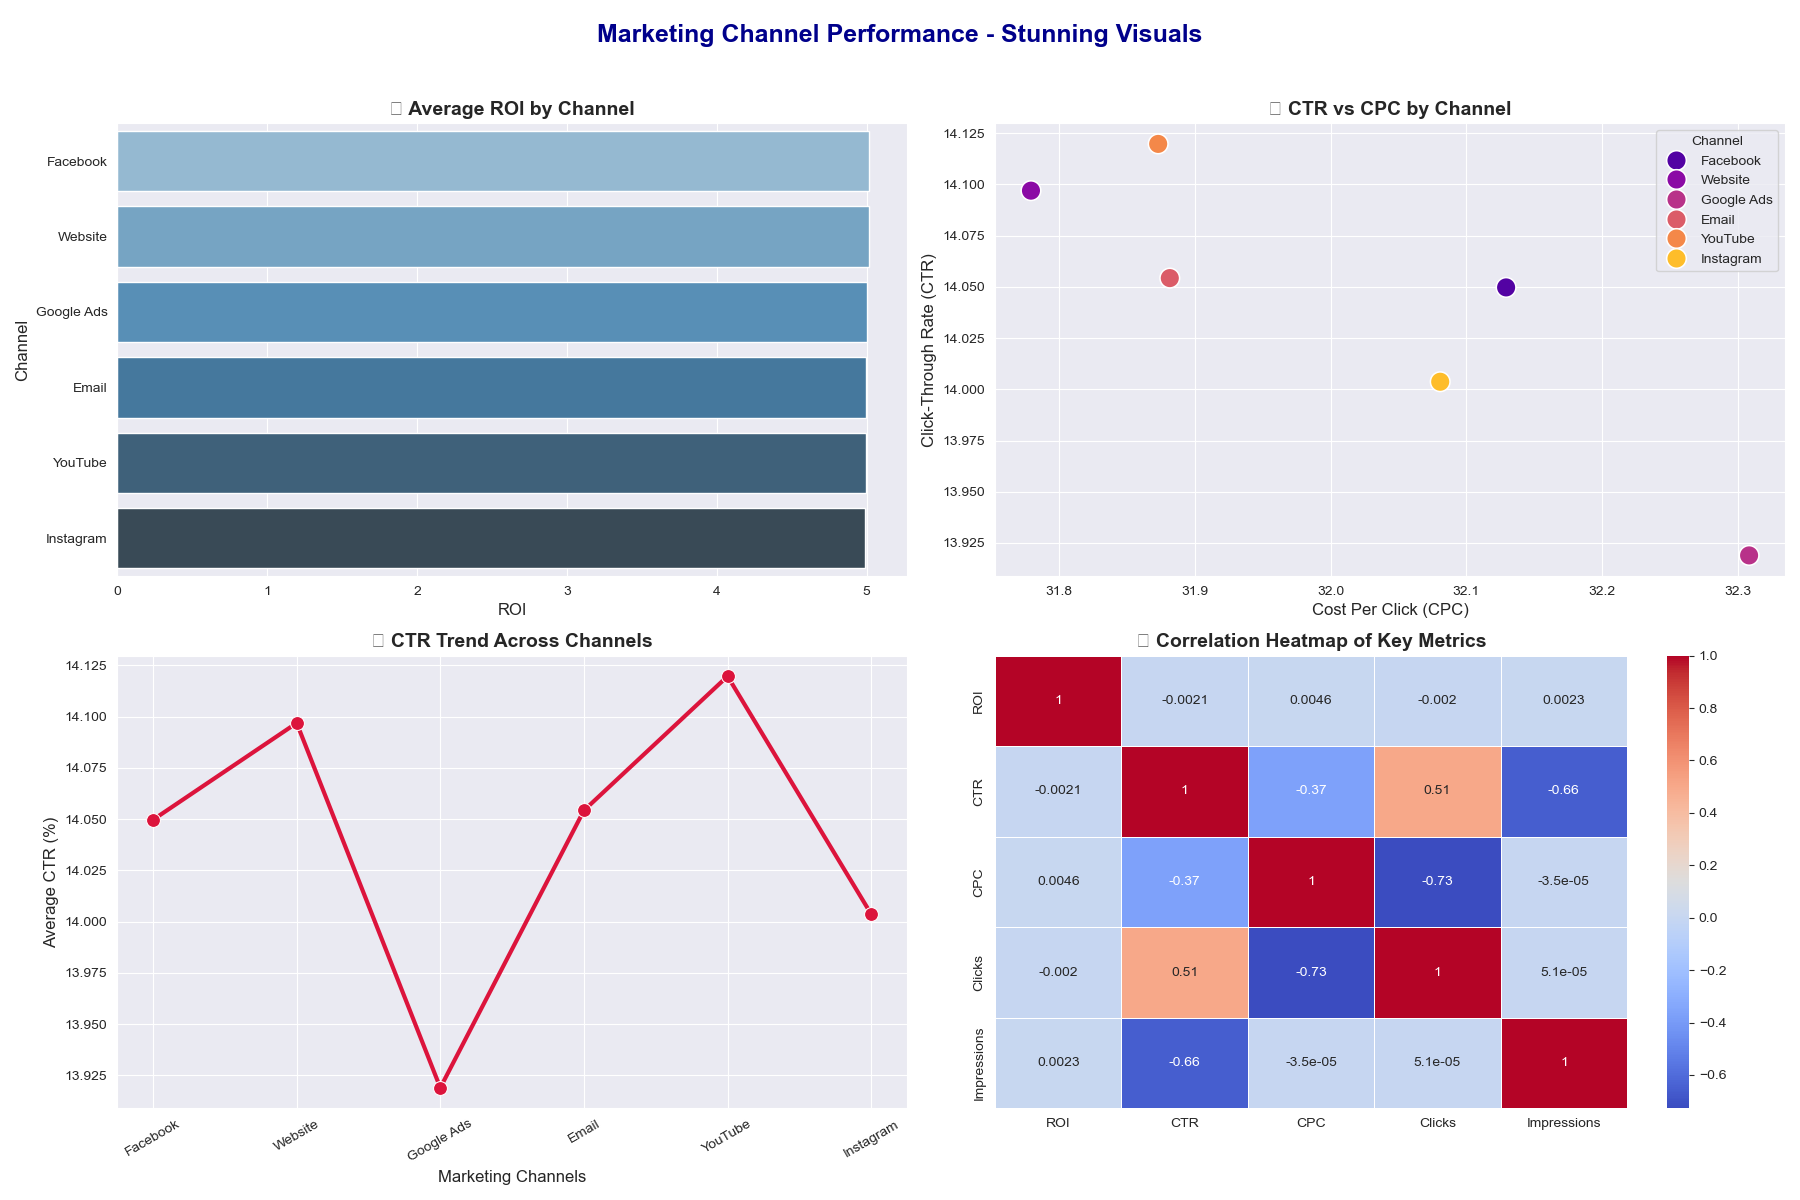 Marketing Channel Performance - Stunning Visuals
▯ Average ROI by Channel
Channel
Facebook
Website
Google Ads
Email
YouTube
Instagram
0 1 2 3 4 5
ROI
▯ CTR vs CPC by Channel
Click-Through Rate (CTR)
14.125
14.100
14.075
14.050
14.025
14.000
13.975
13.950
13.925
Channel
Facebook
Website
Google Ads
Email
YouTube
Instagram
31.8 31.9 32.0 32.1 32.2 32.3
Cost Per Click (CPC)
▯ CTR Trend Across Channels
Average CTR (%)
14.125
14.100
14.075
14.050
14.025
14.000
13.975
13.950
13.925
Facebook Website Google Ads Email YouTube Instagram
Marketing Channels
▯ Correlation Heatmap of Key Metrics
ROI 1 -0.0021 0.0046 -0.002 0.0023
CTR -0.0021 1 -0.37 0.51 -0.66
CPC 0.0046 -0.37 1 -0.73 -3.5e-05
Clicks -0.002 0.51 -0.73 1 5.1e-05
Impressions 0.0023 -0.66 -3.5e-05 5.1e-05 1
ROI CTR CPC Clicks Impressions
1.0
0.8
0.6
0.4
0.2
0.0
−0.2
−0.4
−0.6